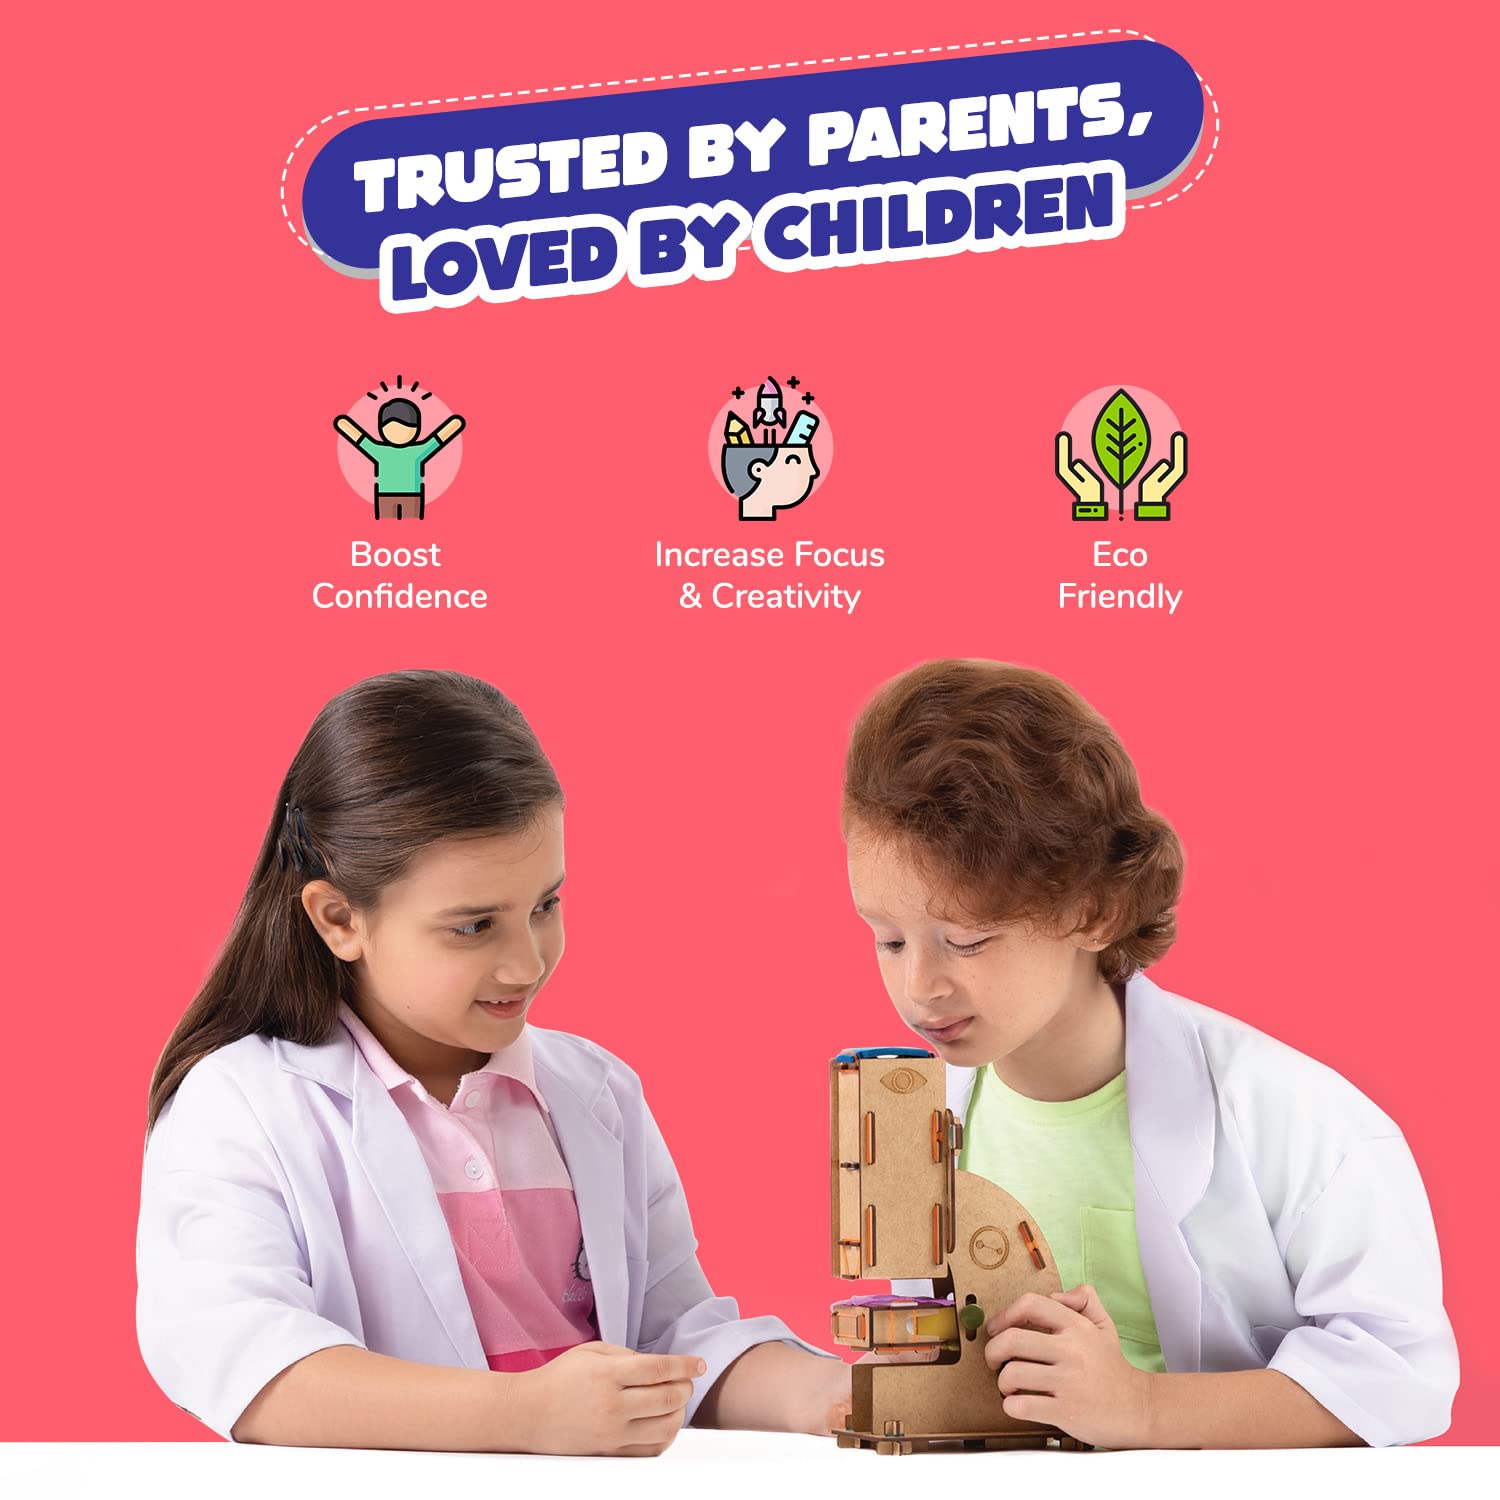 TRUSTED BY PARENTS,
LOVED BY CHILDREN
Boost
Confidence
Increase Focus
& Creativity
Eco
Friendly